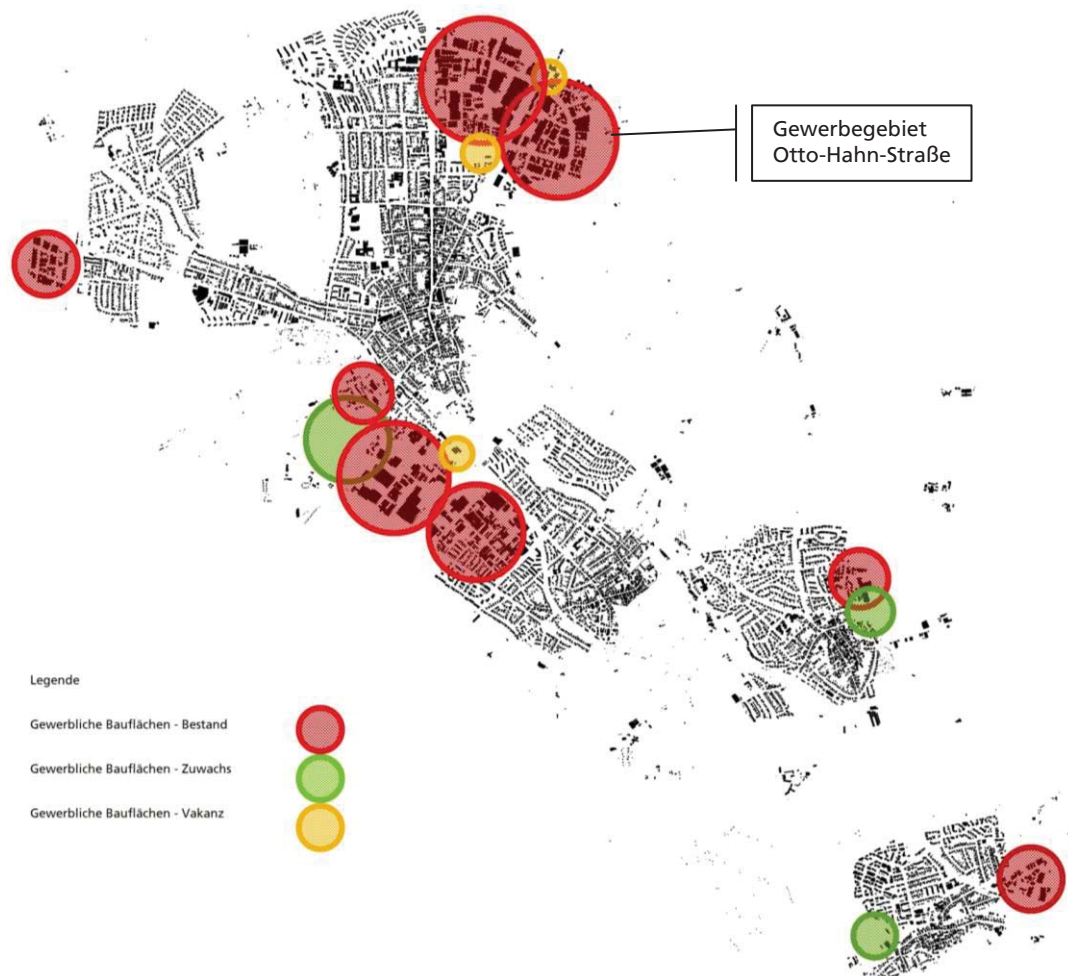 Gewerbegebiet
Otto-Hahn-Straße
Legende
Gewerbliche Bauflächen - Bestand
Gewerbliche Bauflächen - Zuwachs
Gewerbliche Bauflächen - Vakanz